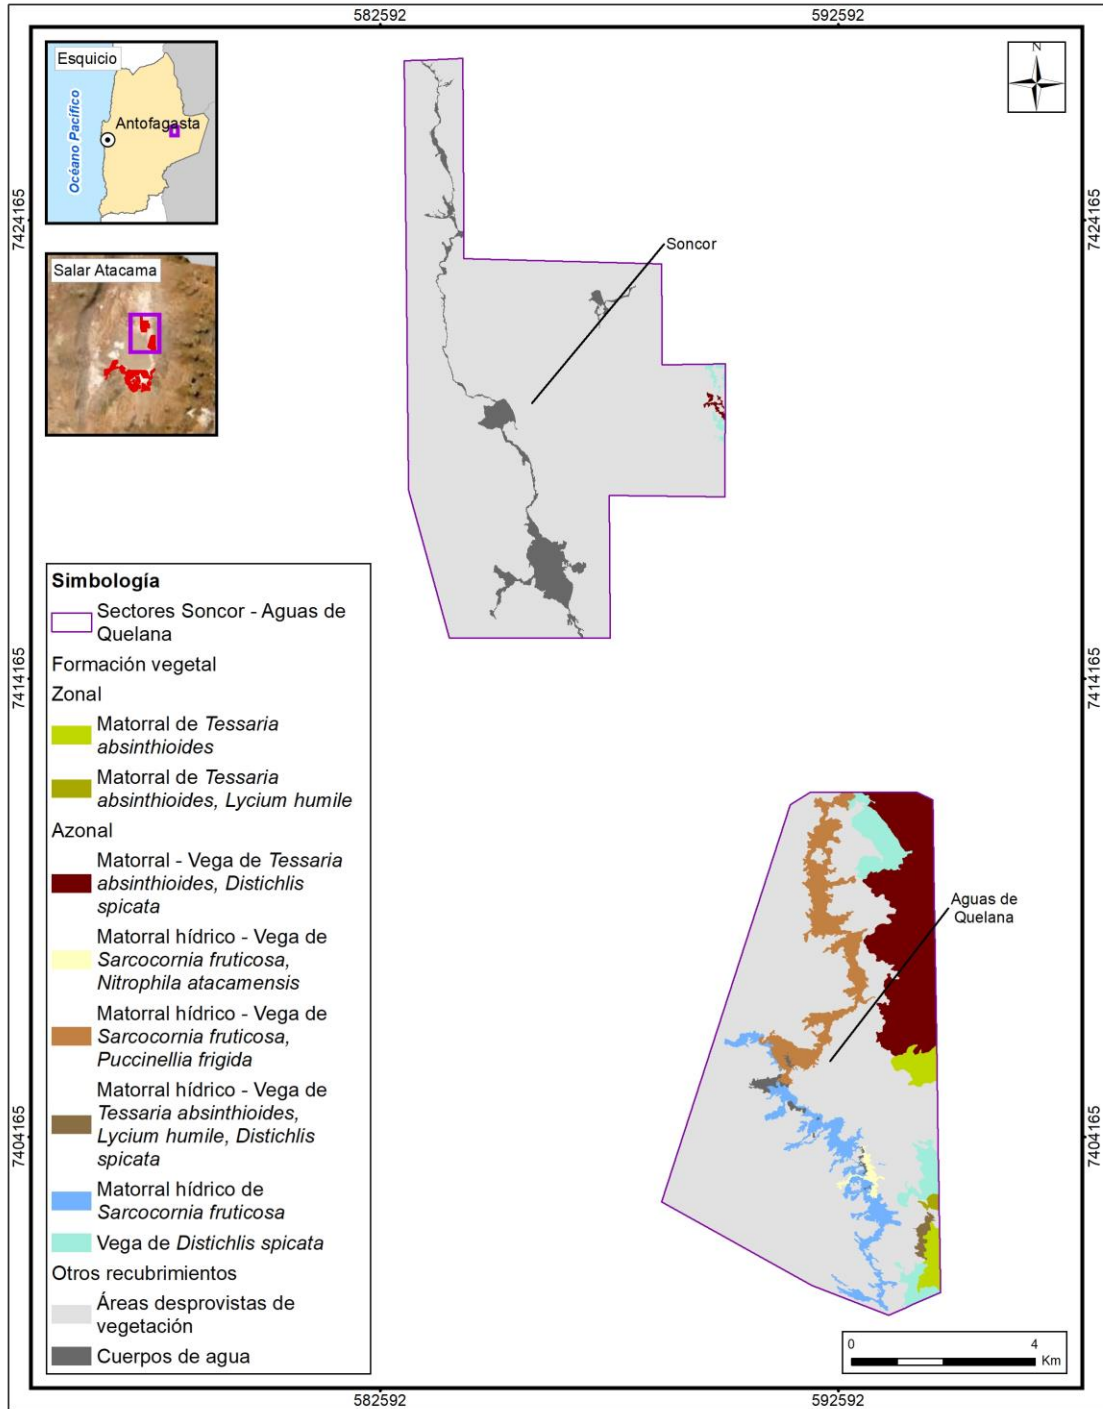 582592
592592
Esquicio
Antofagasta
Océano Pacífico
N
7424165
7424165
Soncor
Salar Atacama
Simbología
Sectores Soncor - Aguas de
Quelana
Formación vegetal
Zonal
Matorral de Tessaria
absinthioides
Matorral de Tessaria
absinthioides, Lycium humile
Azonal
Matorral - Vega de Tessaria
absinthioides, Distichlis
spicata
Matorral hídrico - Vega de
Sarcocornia fruticosa,
Nitrophila atacamensis
Matorral hídrico - Vega de
Sarcocornia fruticosa,
Puccinellia frigida
Matorral hídrico - Vega de
Tessaria absinthioides,
Lycium humile, Distichlis
spicata
Matorral hídrico de
Sarcocornia fruticosa
Vega de Distichlis spicata
Otros recubrimientos
Áreas desprovistas de
vegetación
Cuerpos de agua
7414165
7414165
Aguas de
Quelana
7404165
7404165
0 4
Km
582592
592592